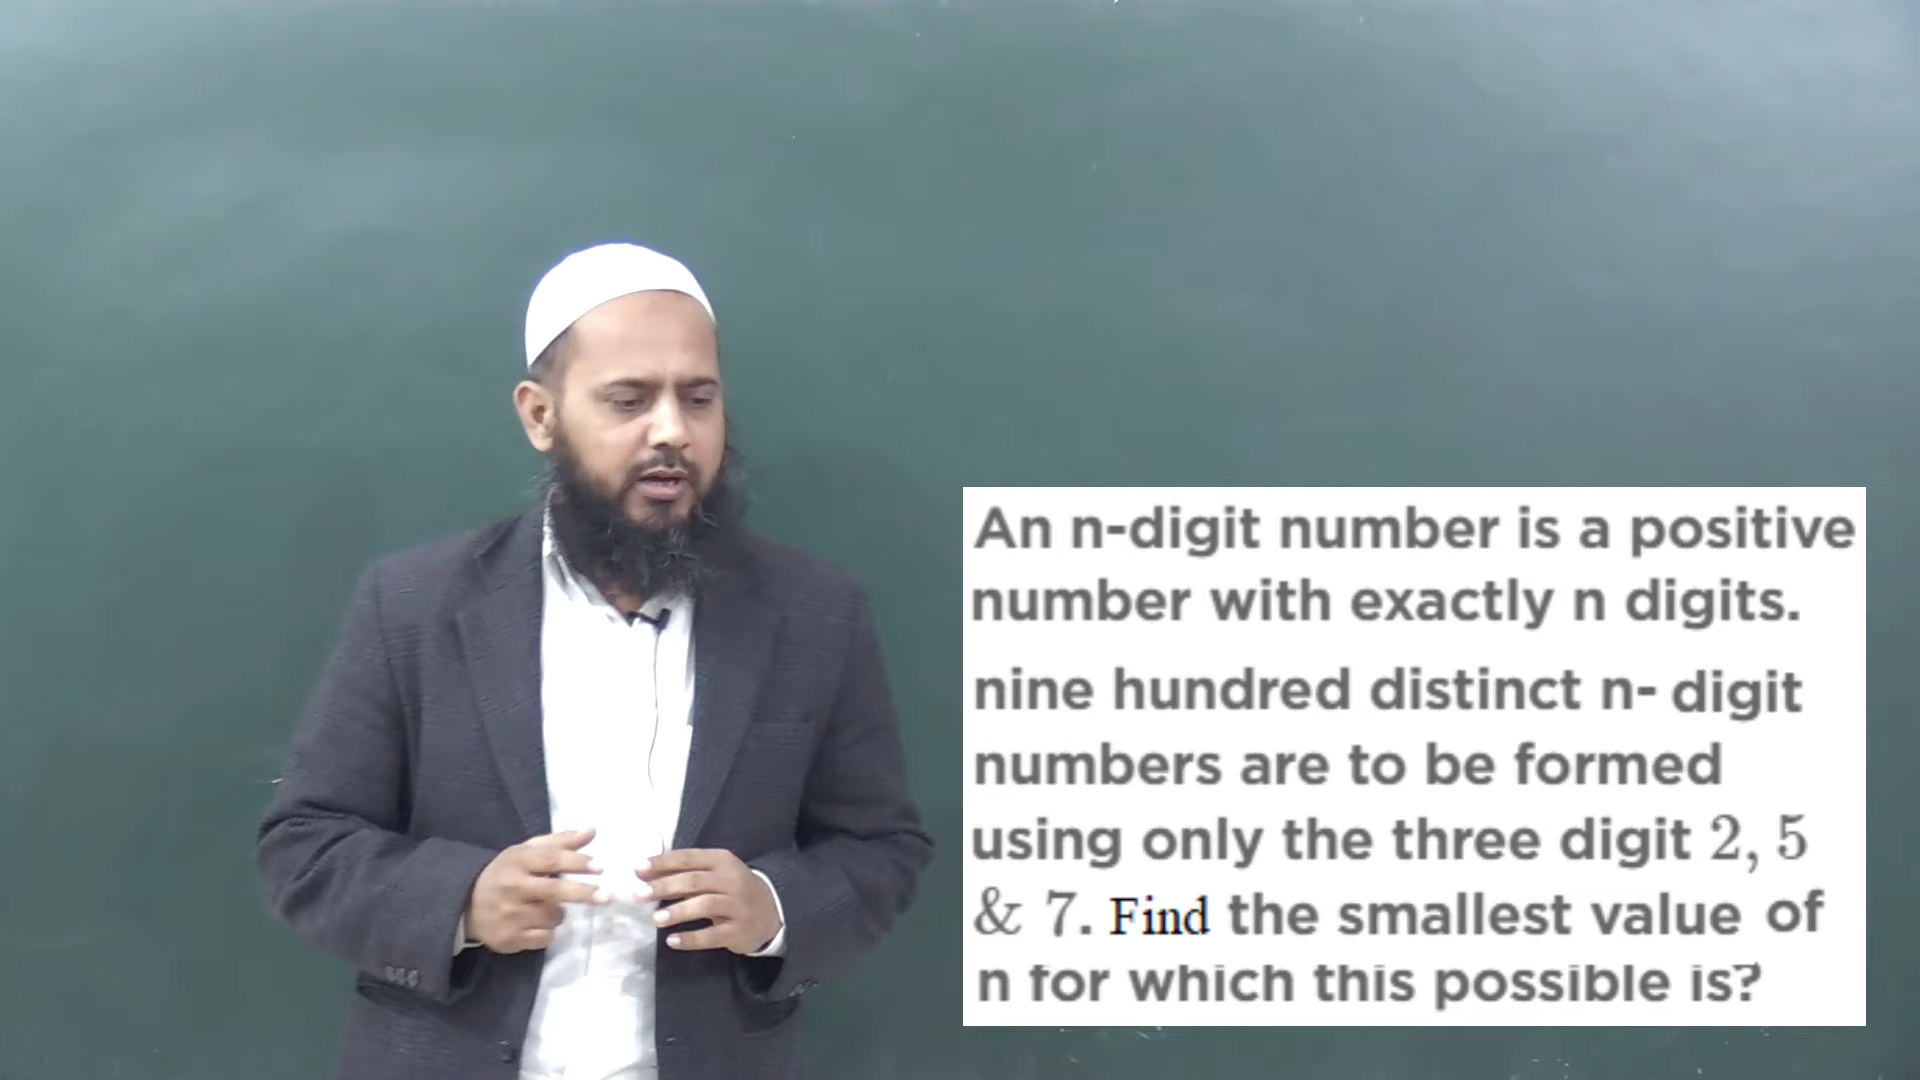 An n-digit number is a positive
number with exactly n digits.
nine hundred distinct n- digit
numbers are to be formed
using only the three digit 2, 5
& 7. Find the smallest value of
n for which this possible is?